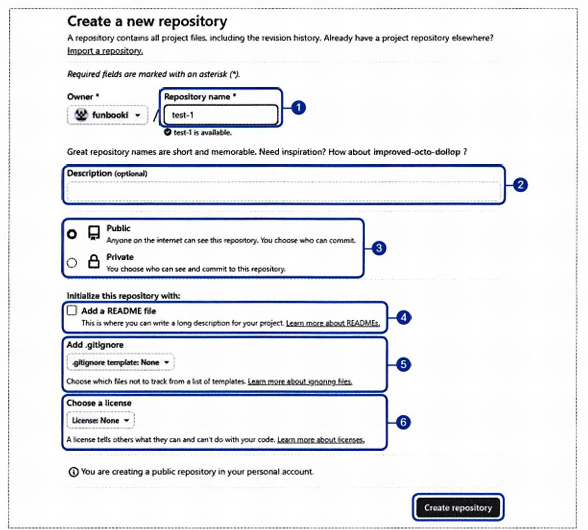 Create a new repository
A repository contains all project files, including the revision history. Already have a project repository elsewhere?
Import a repository.
Required fields are marked with an asterisk (*).
Owner *
Repository name *
funbooki
/
test-1
1
test-1 is available.
Great repository names are short and memorable. Need inspiration? How about improved-octo-dollop ?
Description (optional)
2
Public
Anyone on the internet can see this repository. You choose who can commit.
3
Private
You choose who can see and commit to this repository.
Initialize this repository with:
Add a README file
4
This is where you can write a long description for your project. Learn more about READMEs.
Add .gitignore
.gitignore template: None
5
Choose which files not to track from a list of templates. Learn more about ignoring files.
Choose a license
License: None
6
A license tells others what they can and can't do with your code. Learn more about licenses.
You are creating a public repository in your personal account.
Create repository